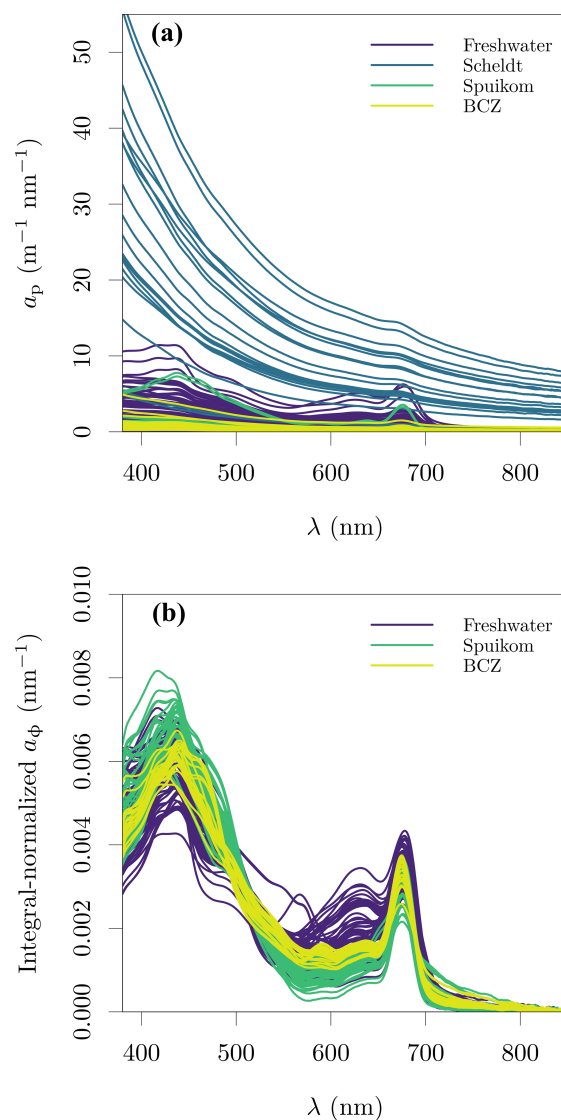 (a)
Freshwater
Scheldt
Spuikom
BCZ
a_p (m⁻¹ nm⁻¹)
50
40
30
20
10
0
400 500 600 700 800
λ (nm)
(b)
Freshwater
Spuikom
BCZ
Integral-normalized a_Φ (nm⁻¹)
0.010
0.008
0.006
0.004
0.002
0.000
400 500 600 700 800
λ (nm)